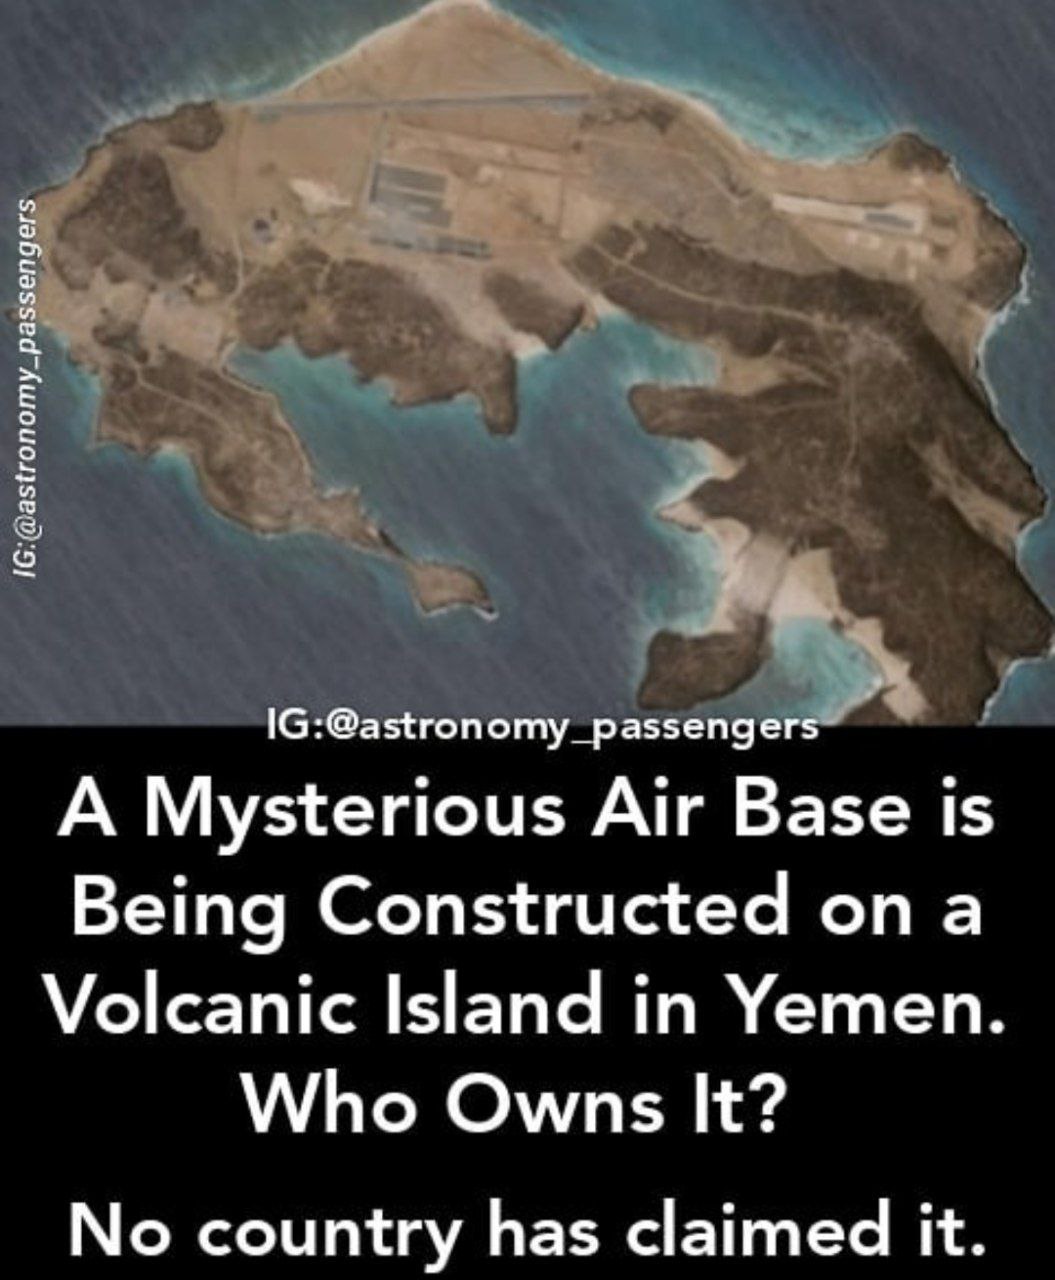 IG:@astronomy_passengers
IG:@astronomy_passengers
A Mysterious Air Base is
Being Constructed on a
Volcanic Island in Yemen.
Who Owns It?
No country has claimed it.